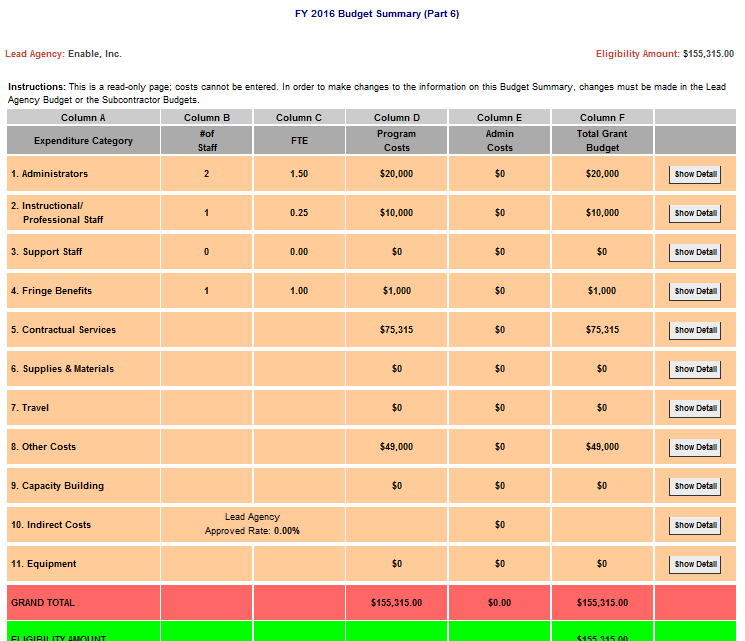 FY 2016 Budget Summary (Part 6)
Lead Agency: Enable, Inc. Eligibility Amount: $155,315.00
Instructions: This is a read-only page; costs cannot be entered. In order to make changes to the information on this Budget Summary, changes must be made in the Lead
Agency Budget or the Subcontractor Budgets.
Column A Column B Column C Column D Column E Column F
Expenditure Category #of Staff FTE Program Costs Admin Costs Total Grant Budget
1. Administrators 2 1.50 $20,000 $0 $20,000 Show Detail
2. Instructional/
Professional Staff 1 0.25 $10,000 $0 $10,000 Show Detail
3. Support Staff 0 0.00 $0 $0 $0 Show Detail
4. Fringe Benefits 1 1.00 $1,000 $0 $1,000 Show Detail
5. Contractual Services $75,315 $0 $75,315 Show Detail
6. Supplies & Materials $0 $0 $0 Show Detail
7. Travel $0 $0 $0 Show Detail
8. Other Costs $49,000 $0 $49,000 Show Detail
9. Capacity Building $0 $0 $0 Show Detail
10. Indirect Costs Lead Agency
Approved Rate: 0.00% $0 Show Detail
11. Equipment $0 $0 $0 Show Detail
GRAND TOTAL $155,315.00 $0.00 $155,315.00
ELIGIBILITY AMOUNT $155,315.00